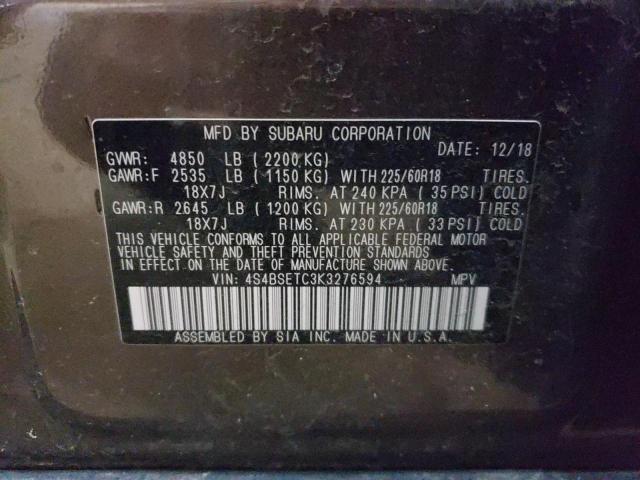 MFD BY SUBARU CORPORATION
DATE: 12/18
GVWR: 4850 LB (2200 KG)
GAWR:F 2535 LB (1150 KG) WITH 225/60R18 TIRES.
18X7J RIMS. AT 240 KPA (35 PSI) COLD
GAWR:R 2645 LB (1200 KG) WITH 225/60R18 TIRES.
18X7J RIMS. AT 230 KPA (33 PSI) COLD
THIS VEHICLE CONFORMS TO ALL APPLICABLE FEDERAL MOTOR
VEHICLE SAFETY AND THEFT PREVENTION STANDARDS
IN EFFECT ON THE DATE OF MANUFACTURE SHOWN ABOVE.
VIN: 4S4BSETC3K3276594 MPV
ASSEMBLED BY SIA INC. MADE IN U.S.A.